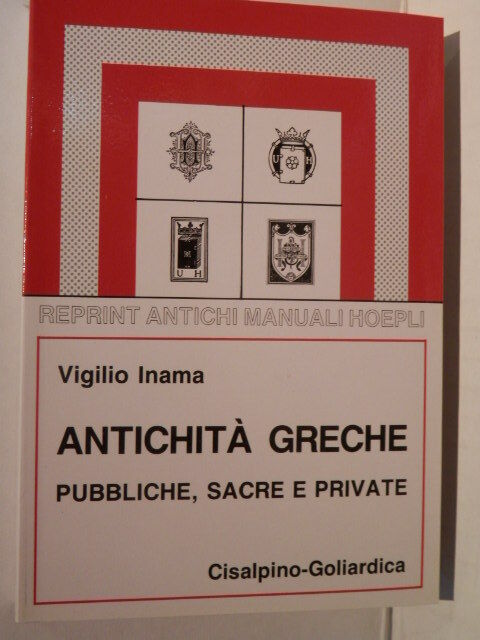 U H
U H
REPRINT ANTICHI MANUALI HOEPLI
Vigilio Inama
ANTICHITÀ GRECHE
PUBBLICHE, SACRE E PRIVATE
Cisalpino-Goliardica